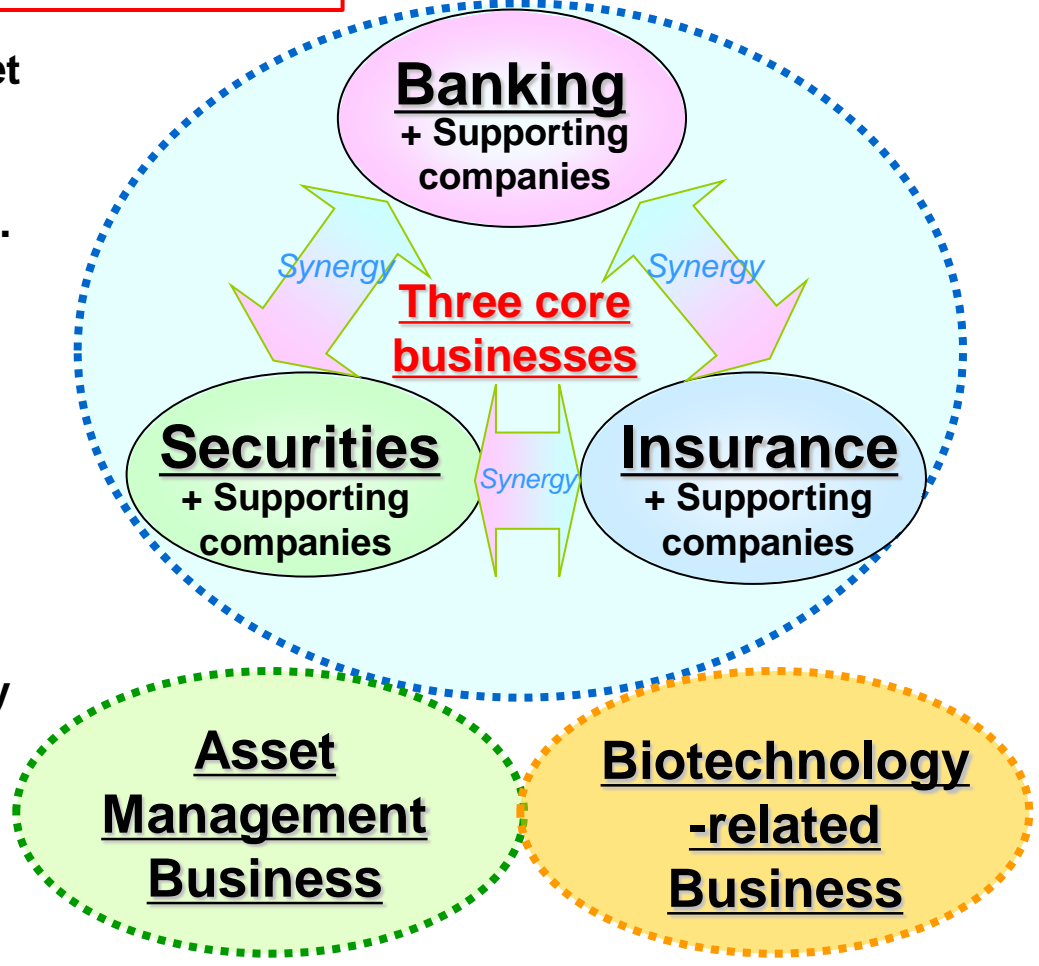 Banking
+ Supporting
companies
Synergy
Synergy
Three core
businesses
Securities
+ Supporting
companies
Synergy
Insurance
+ Supporting
companies
Asset
Management
Business
Biotechnology
-related
Business